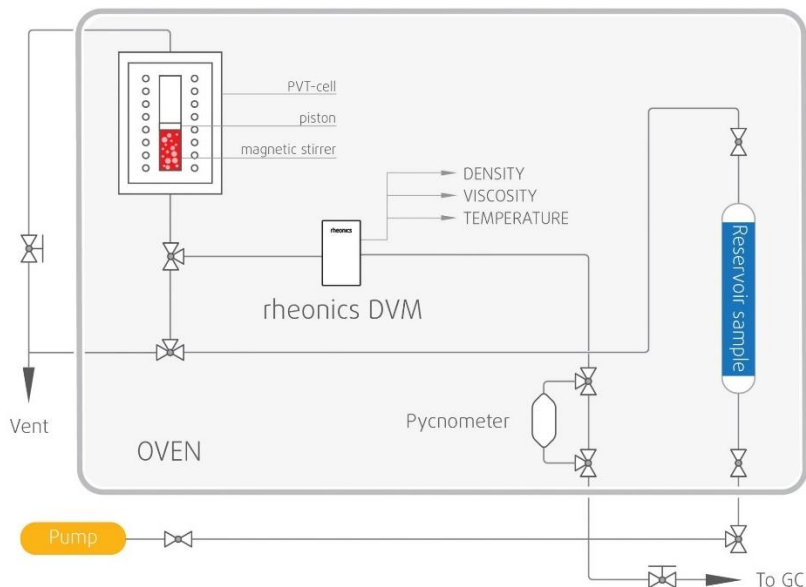 PVT-cell
piston
magnetic stirrer
DENSITY
VISCOSITY
TEMPERATURE
rheonics
rheonics DVM
Reservoir sample
Vent
Pycnometer
OVEN
Pump
To GC